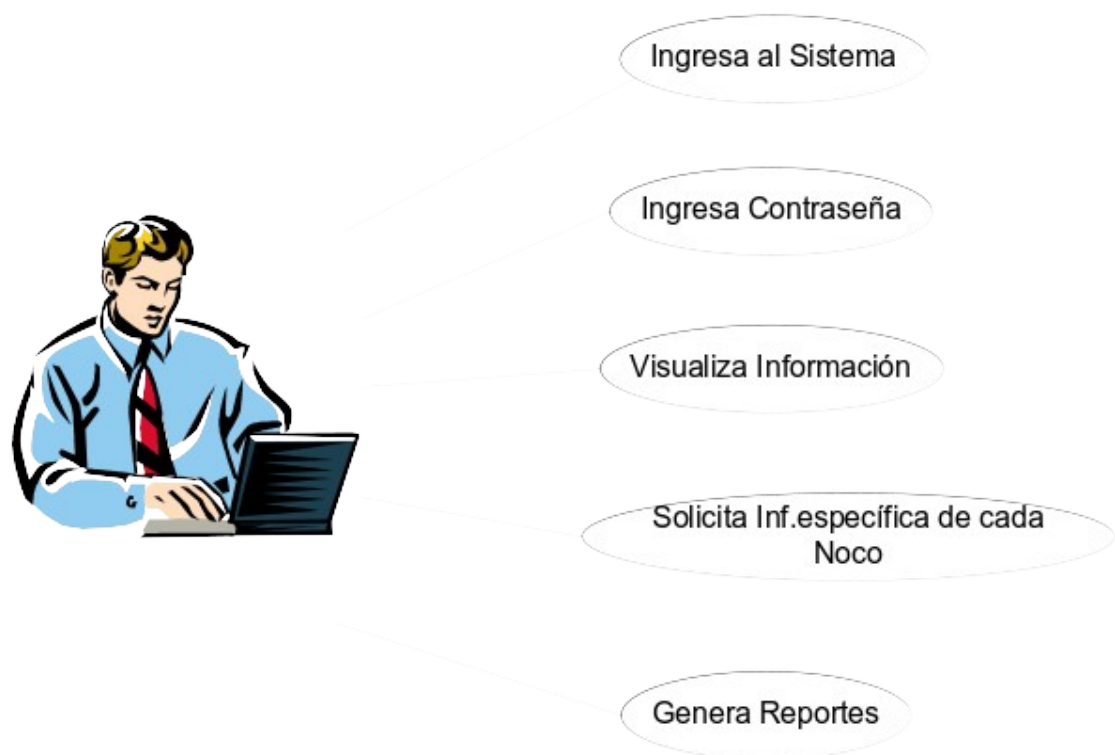 Ingresa al Sistema
Ingresa Contraseña
Visualiza Información
Solicita Inf.específica de cada
Noco
Genera Reportes